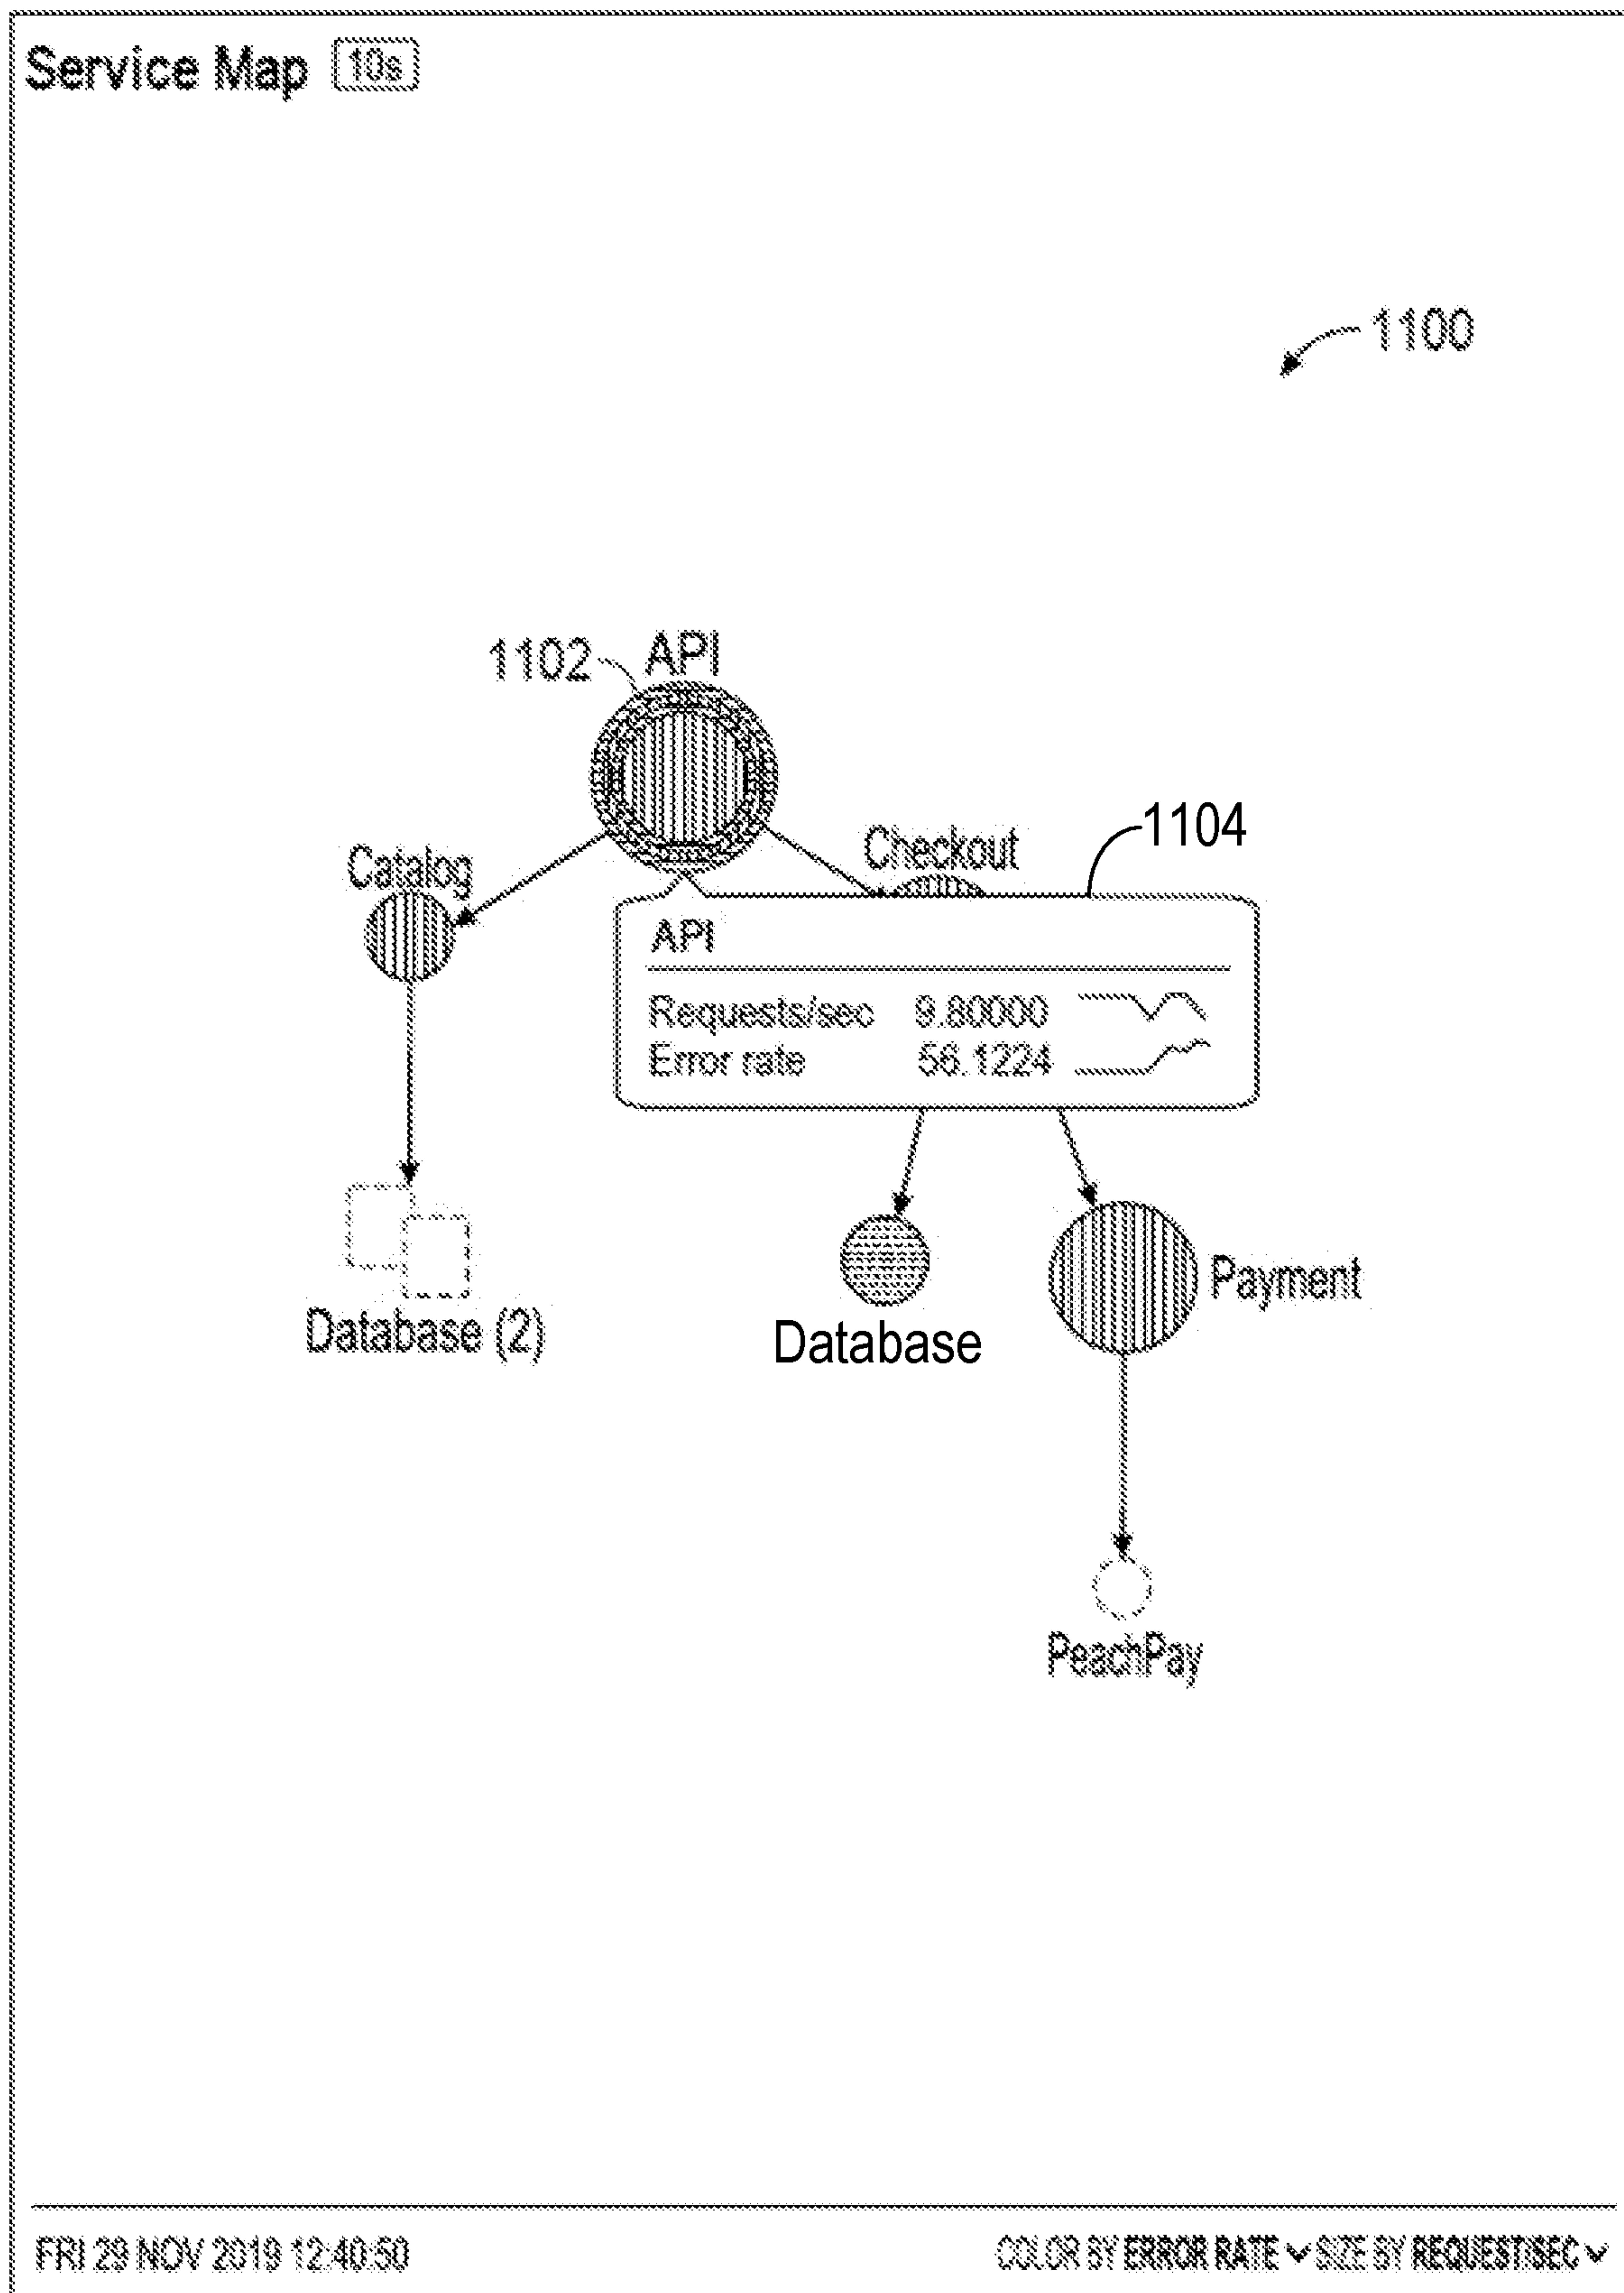 Service Map 10s
1100
1102 API
1104
Checkout
Catalog
API
Requests/sec 9.80000
Error rate 56.1224
Payment
Database (2)
Database
PeachPay
FRI 29 NOV 2019 12:40:50 COLOR BY ERROR RATE SIZE BY REQUEST/SEC